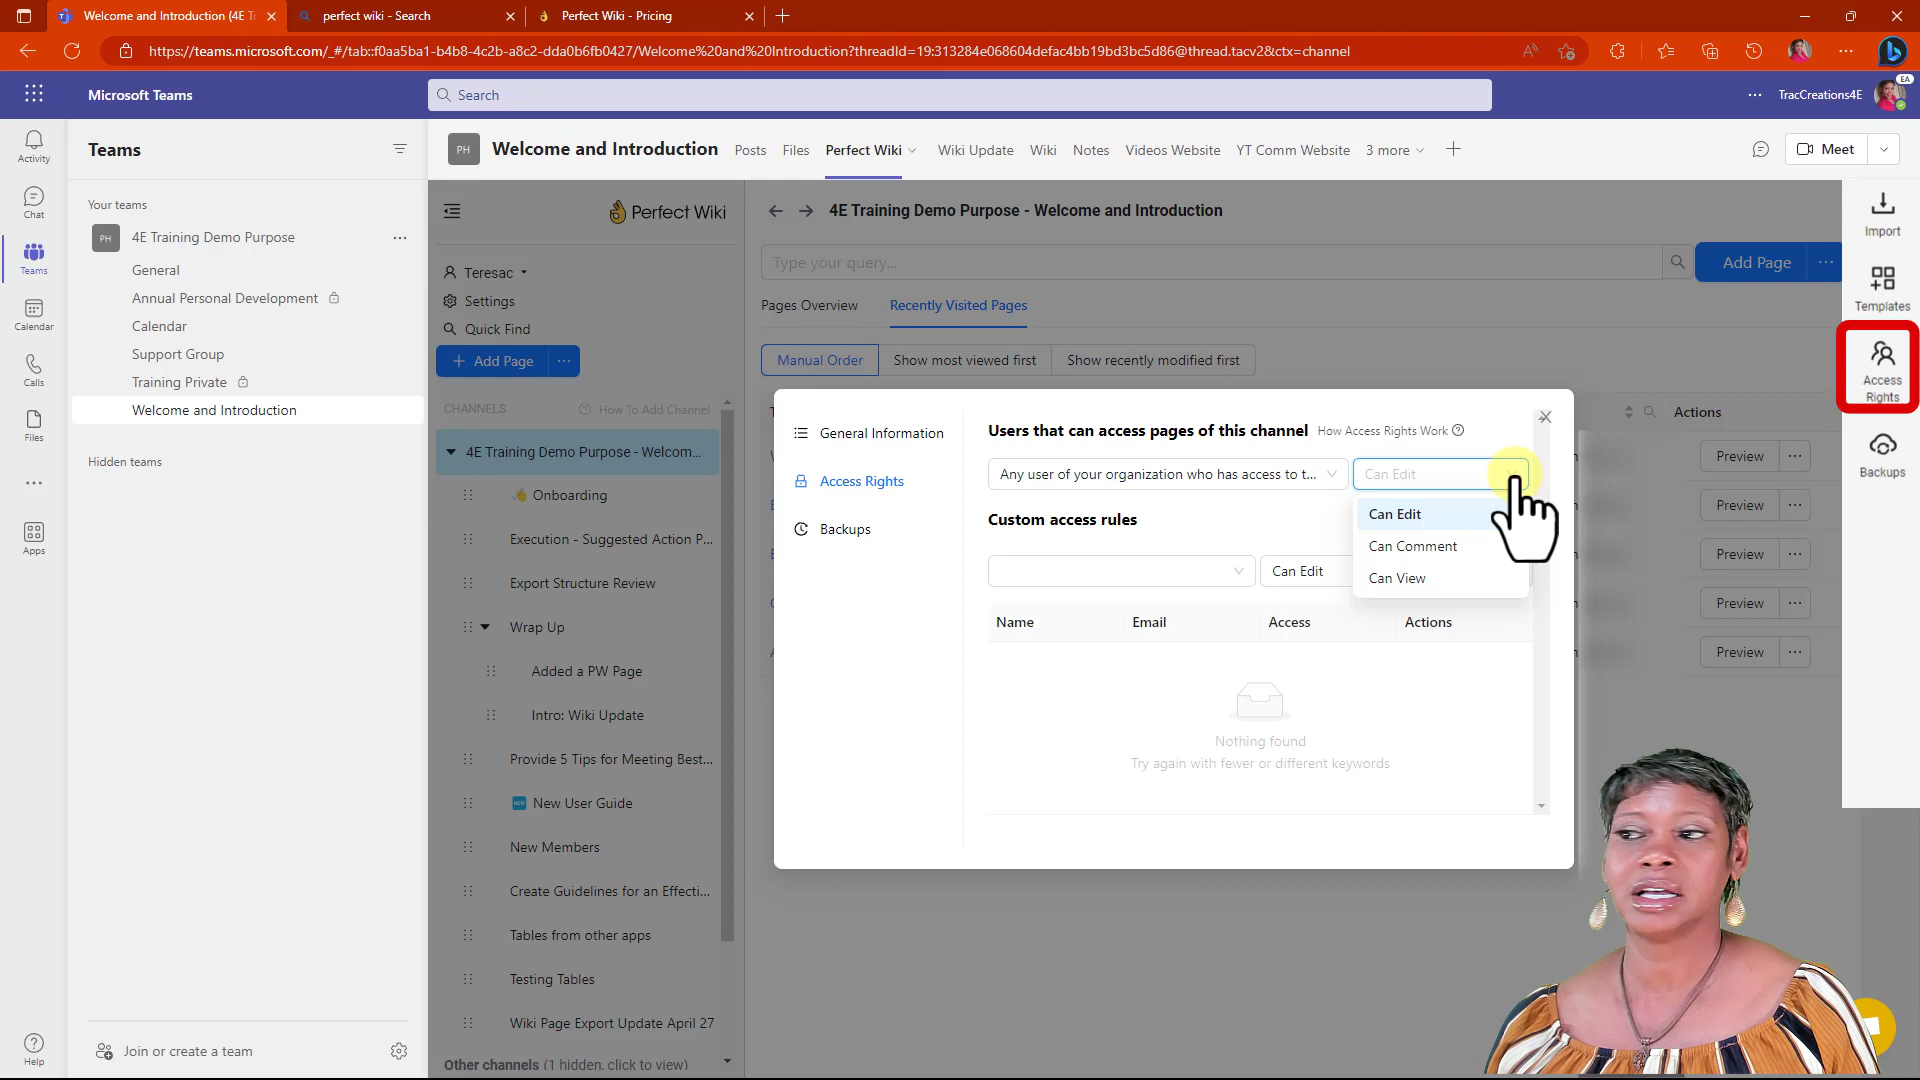 Welcome and Introduction (4E T
perfect wiki - Search
Perfect Wiki - Pricing
https://teams.microsoft.com/_#/tab::f0aa5ba1-b4b8-4c2b-a8c2-dda0b6fb0427/Welcome%20and%20Introduction?threadId=19:313284e068604defac4bb19bd3bc5d86@thread.tacv2&ctx=channel
Microsoft Teams
Search
TracCreations4E
EA
Activity
Chat
Teams
Calendar
Calls
Files
Apps
Help
Teams
Your teams
PH
4E Training Demo Purpose
General
Annual Personal Development
Calendar
Support Group
Training Private
Welcome and Introduction
Hidden teams
Join or create a team
PH
Welcome and Introduction
Posts
Files
Perfect Wiki
Wiki Update
Wiki
Notes
Videos Website
YT Comm Website
3 more
Meet
Perfect Wiki
Teresac
Settings
Quick Find
+ Add Page
CHANNELS
How To Add Channel
4E Training Demo Purpose - Welcom...
Onboarding
Execution - Suggested Action P...
Export Structure Review
Wrap Up
Added a PW Page
Intro: Wiki Update
Provide 5 Tips for Meeting Best...
NEW New User Guide
New Members
Create Guidelines for an Effecti...
Tables from other apps
Testing Tables
Wiki Page Export Update April 27
Other channels (1 hidden. click to view)
4E Training Demo Purpose - Welcome and Introduction
Type your query...
Add Page
Pages Overview
Recently Visited Pages
Manual Order
Show most viewed first
Show recently modified first
Actions
Preview
Preview
Preview
Preview
Preview
General Information
Access Rights
Backups
Users that can access pages of this channel
How Access Rights Work
Any user of your organization who has access to t...
Can Edit
Can Edit
Can Comment
Can View
Custom access rules
Can Edit
Name
Email
Access
Actions
Nothing found
Try again with fewer or different keywords
Import
Templates
Access
Rights
Backups